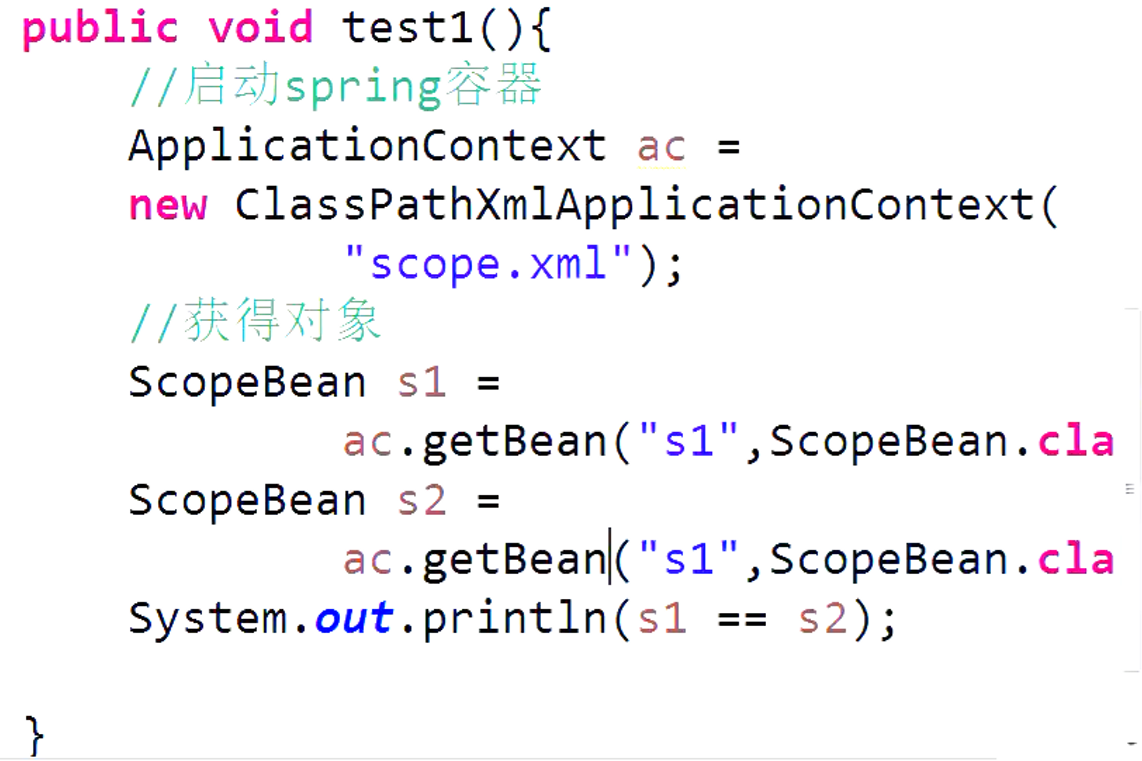 public void test1(){
//启动spring容器
ApplicationContext ac =
new ClassPathXmlApplicationContext(
"scope.xml");
//获得对象
ScopeBean s1 =
ac.getBean("s1",ScopeBean.cla
ScopeBean s2 =
ac.getBean("s1",ScopeBean.cla
System.out.println(s1 == s2);
}